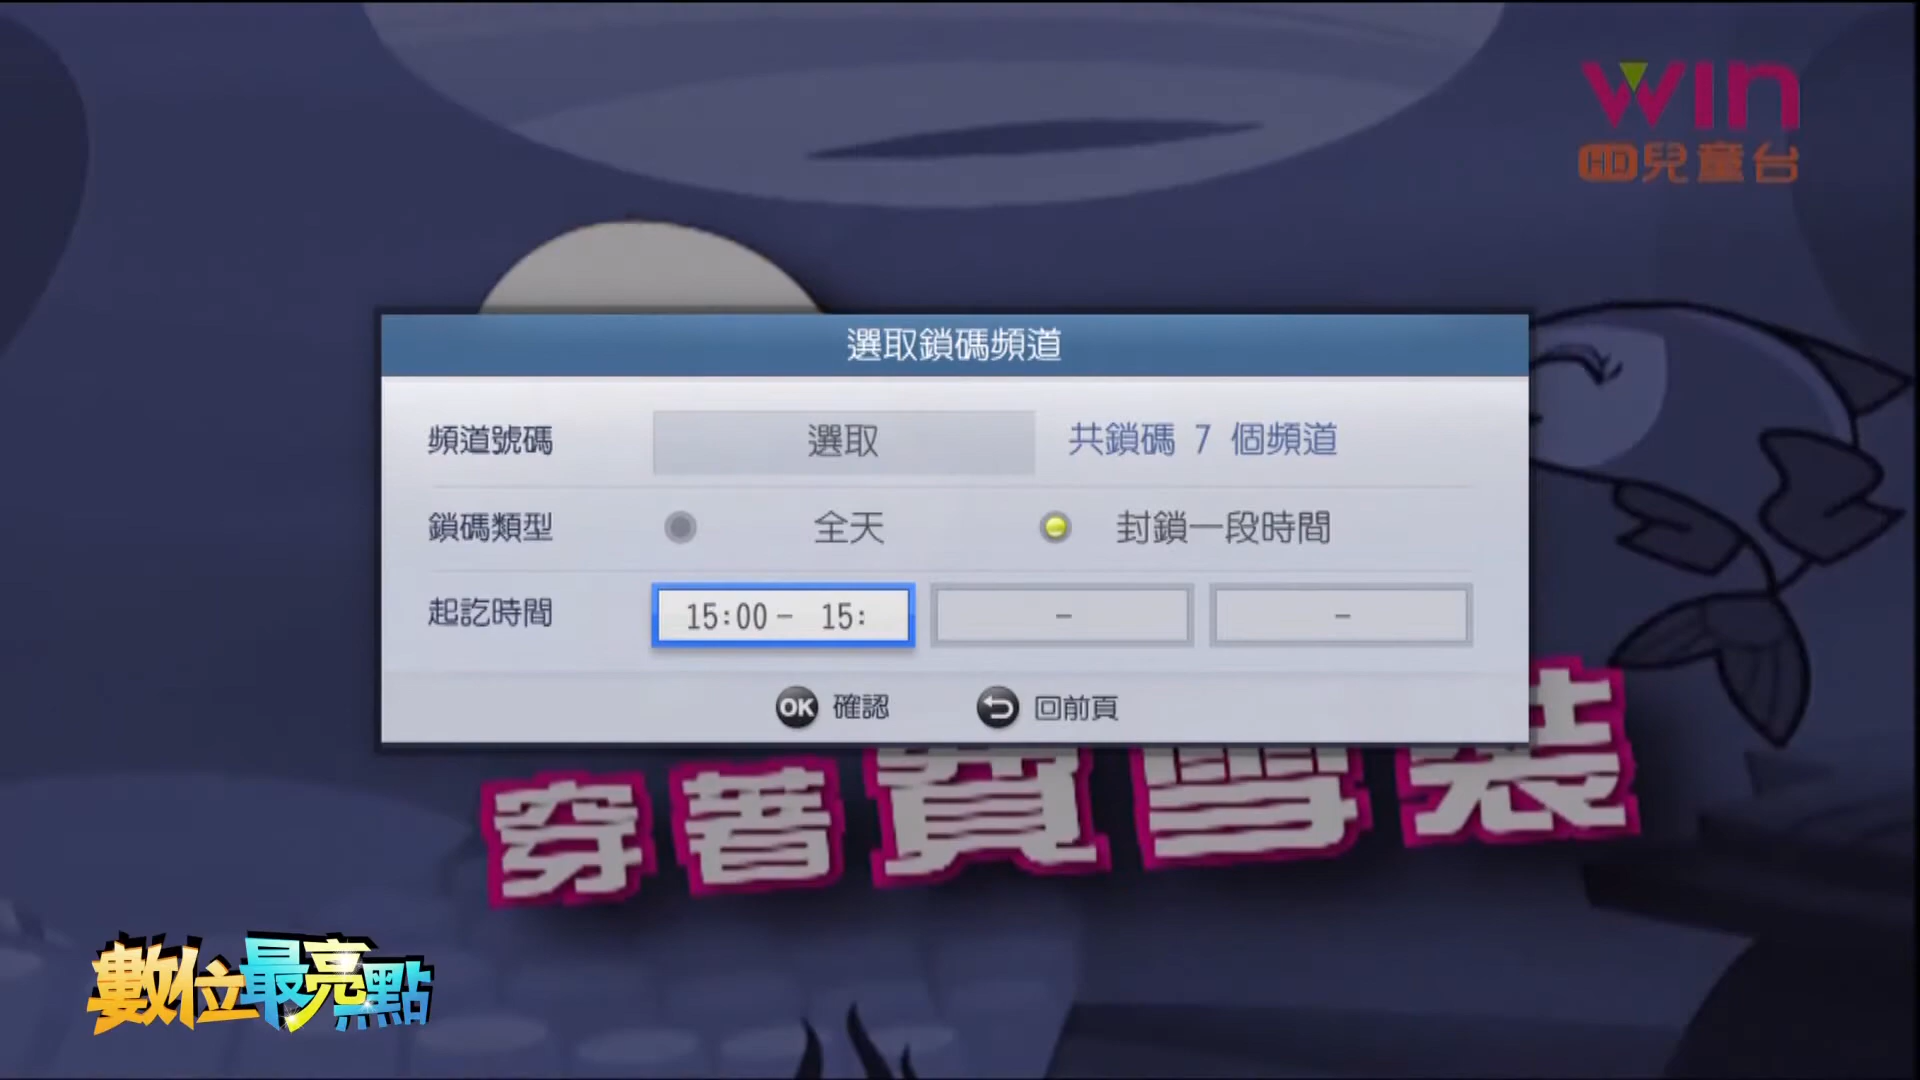 win
HD兒童台
選取鎖碼頻道
頻道號碼 選取 共鎖碼 7 個頻道
鎖碼類型 全天 封鎖一段時間
起訖時間 15:00 - 15: - -
OK 確認 回前頁
穿著寶雪裝
數位最亮點